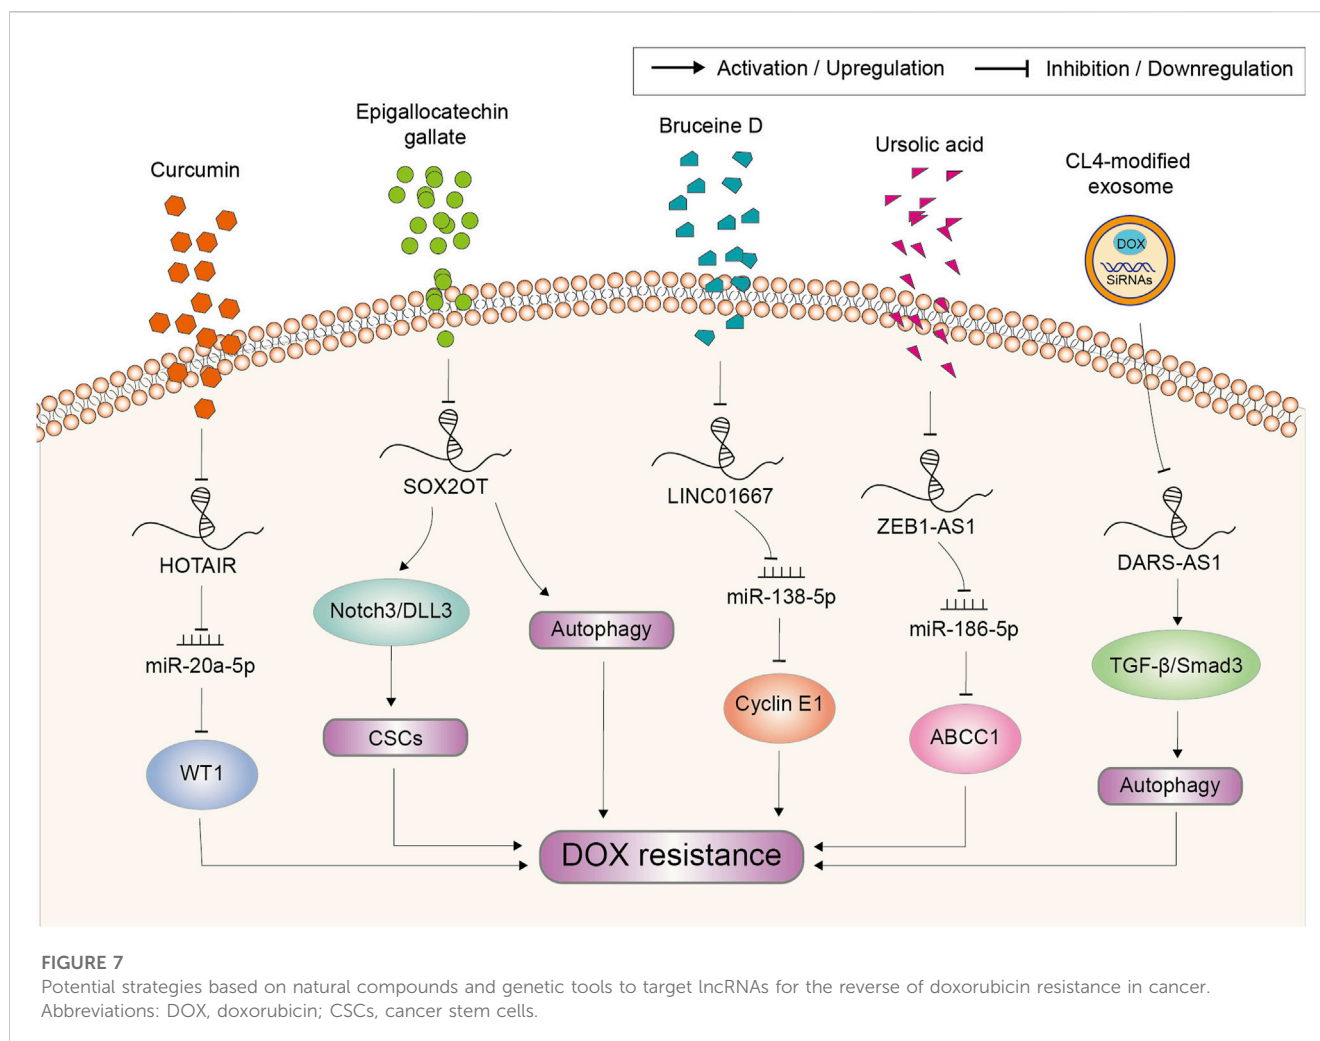 Activation / Upregulation
Inhibition / Downregulation
Curcumin
Epigallocatechin
gallate
Bruceine D
Ursolic acid
CL4-modified
exosome
DOX
SiRNAs
HOTAIR
SOX2OT
LINC01667
ZEB1-AS1
DARS-AS1
miR-20a-5p
Notch3/DLL3
Autophagy
miR-138-5p
miR-186-5p
TGF-β/Smad3
WT1
CSCs
Cyclin E1
ABCC1
Autophagy
DOX resistance
FIGURE 7
Potential strategies based on natural compounds and genetic tools to target lncRNAs for the reverse of doxorubicin resistance in cancer.
Abbreviations: DOX, doxorubicin; CSCs, cancer stem cells.